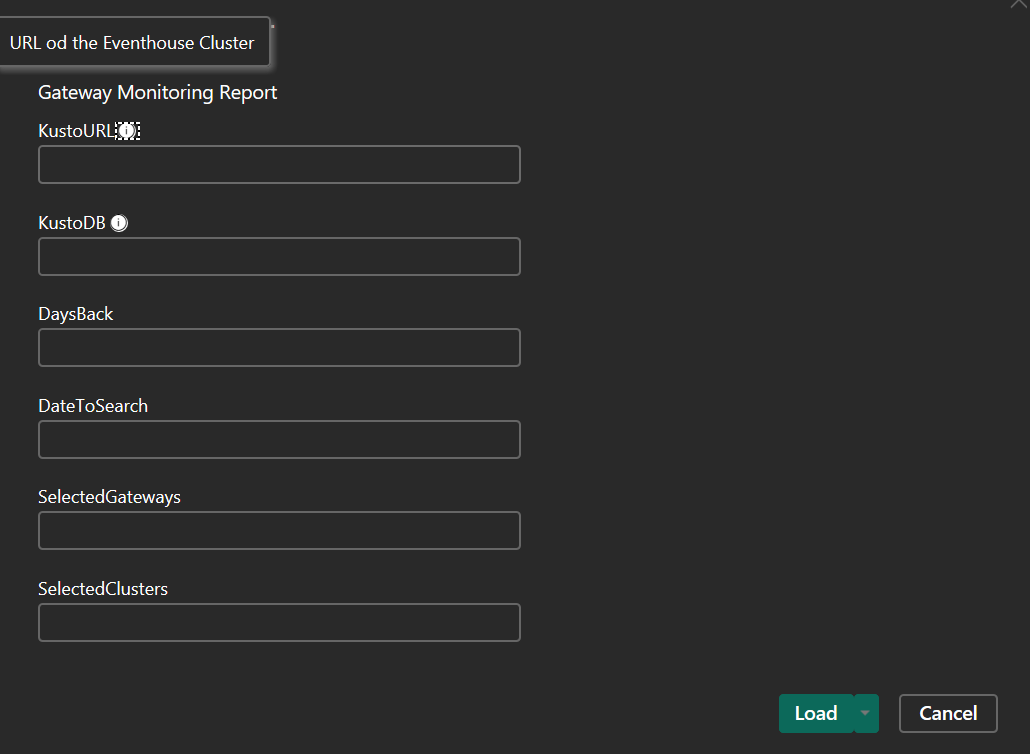 URL od the Eventhouse Cluster
Gateway Monitoring Report
KustoURL
KustoDB
DaysBack
DateToSearch
SelectedGateways
SelectedClusters
Load
Cancel